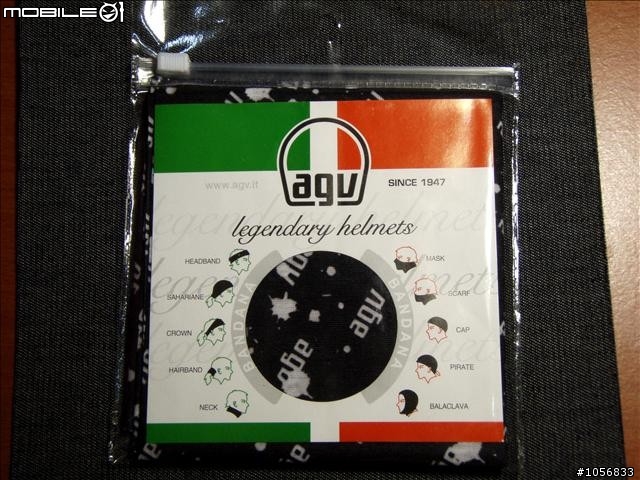 MOBILE01
agv
www.agv.it
SINCE 1947
legendary helmets
HEADBAND
SAHARIANE
CROWN
HAIRBAND
NECK
BANDANA
agv
agv
BANDANA
MASK
SCARF
CAP
PIRATE
BALACLAVA
#1056833